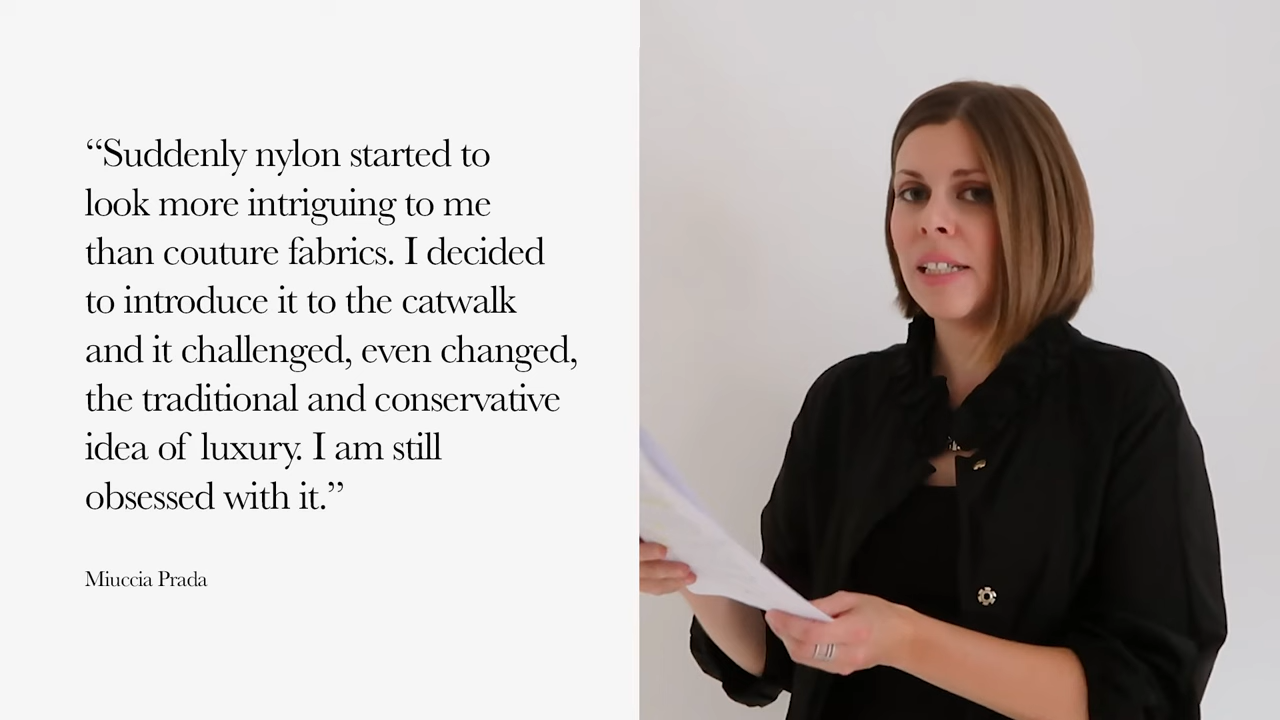 “Suddenly nylon started to
look more intriguing to me
than couture fabrics. I decided
to introduce it to the catwalk
and it challenged, even changed,
the traditional and conservative
idea of luxury. I am still
obsessed with it.”
Miuccia Prada